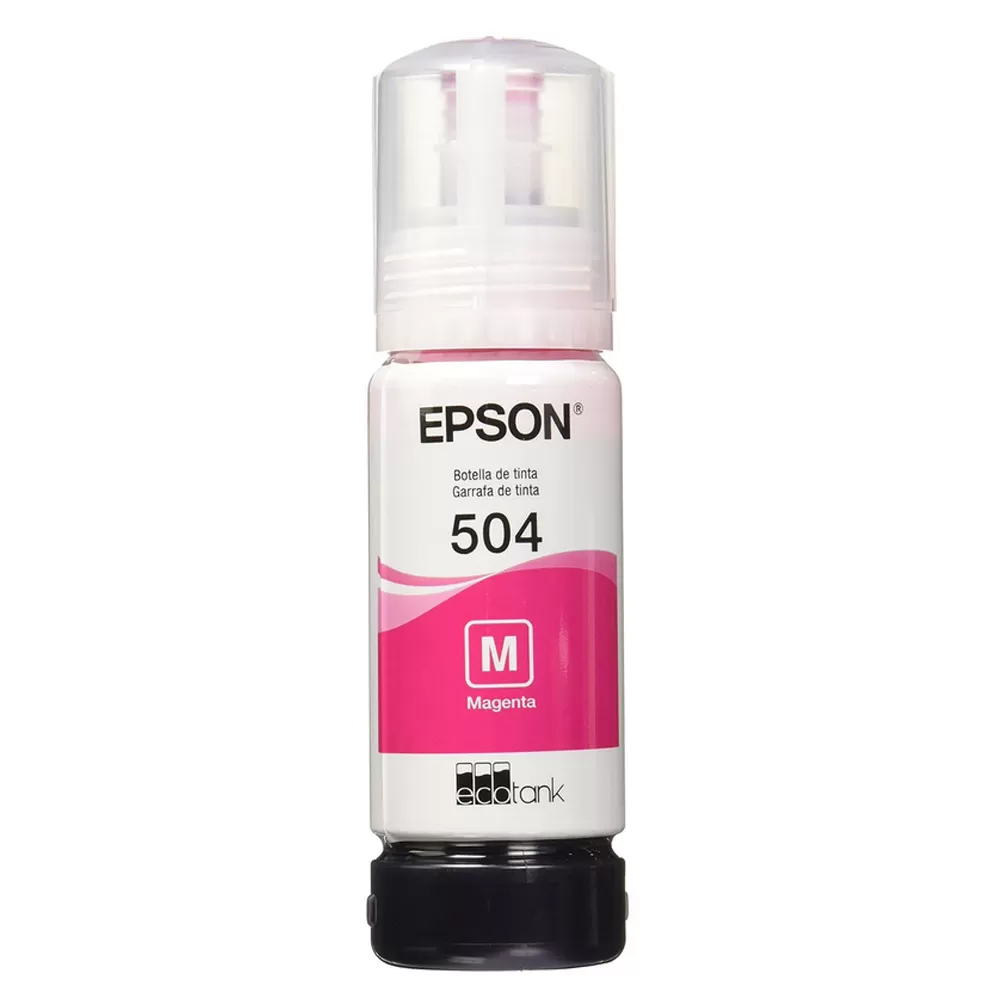 EPSON®
Botella de tinta
Garrafa de tinta
504
M
Magenta
ecotank